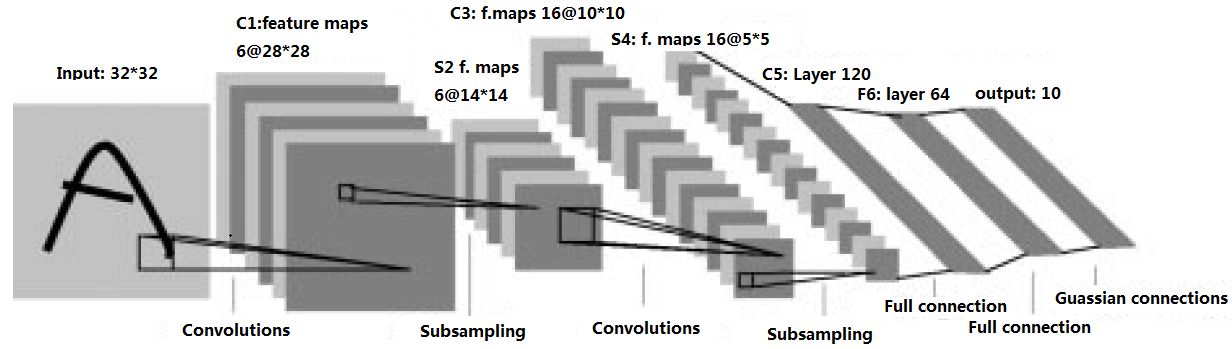 Input: 32*32
C1:feature maps
6@28*28
S2 f. maps
6@14*14
C3: f.maps 16@10*10
S4: f. maps 16@5*5
C5: Layer 120
F6: layer 64
output: 10
Convolutions
Subsampling
Convolutions
Subsampling
Full connection
Full connection
Guassian connections